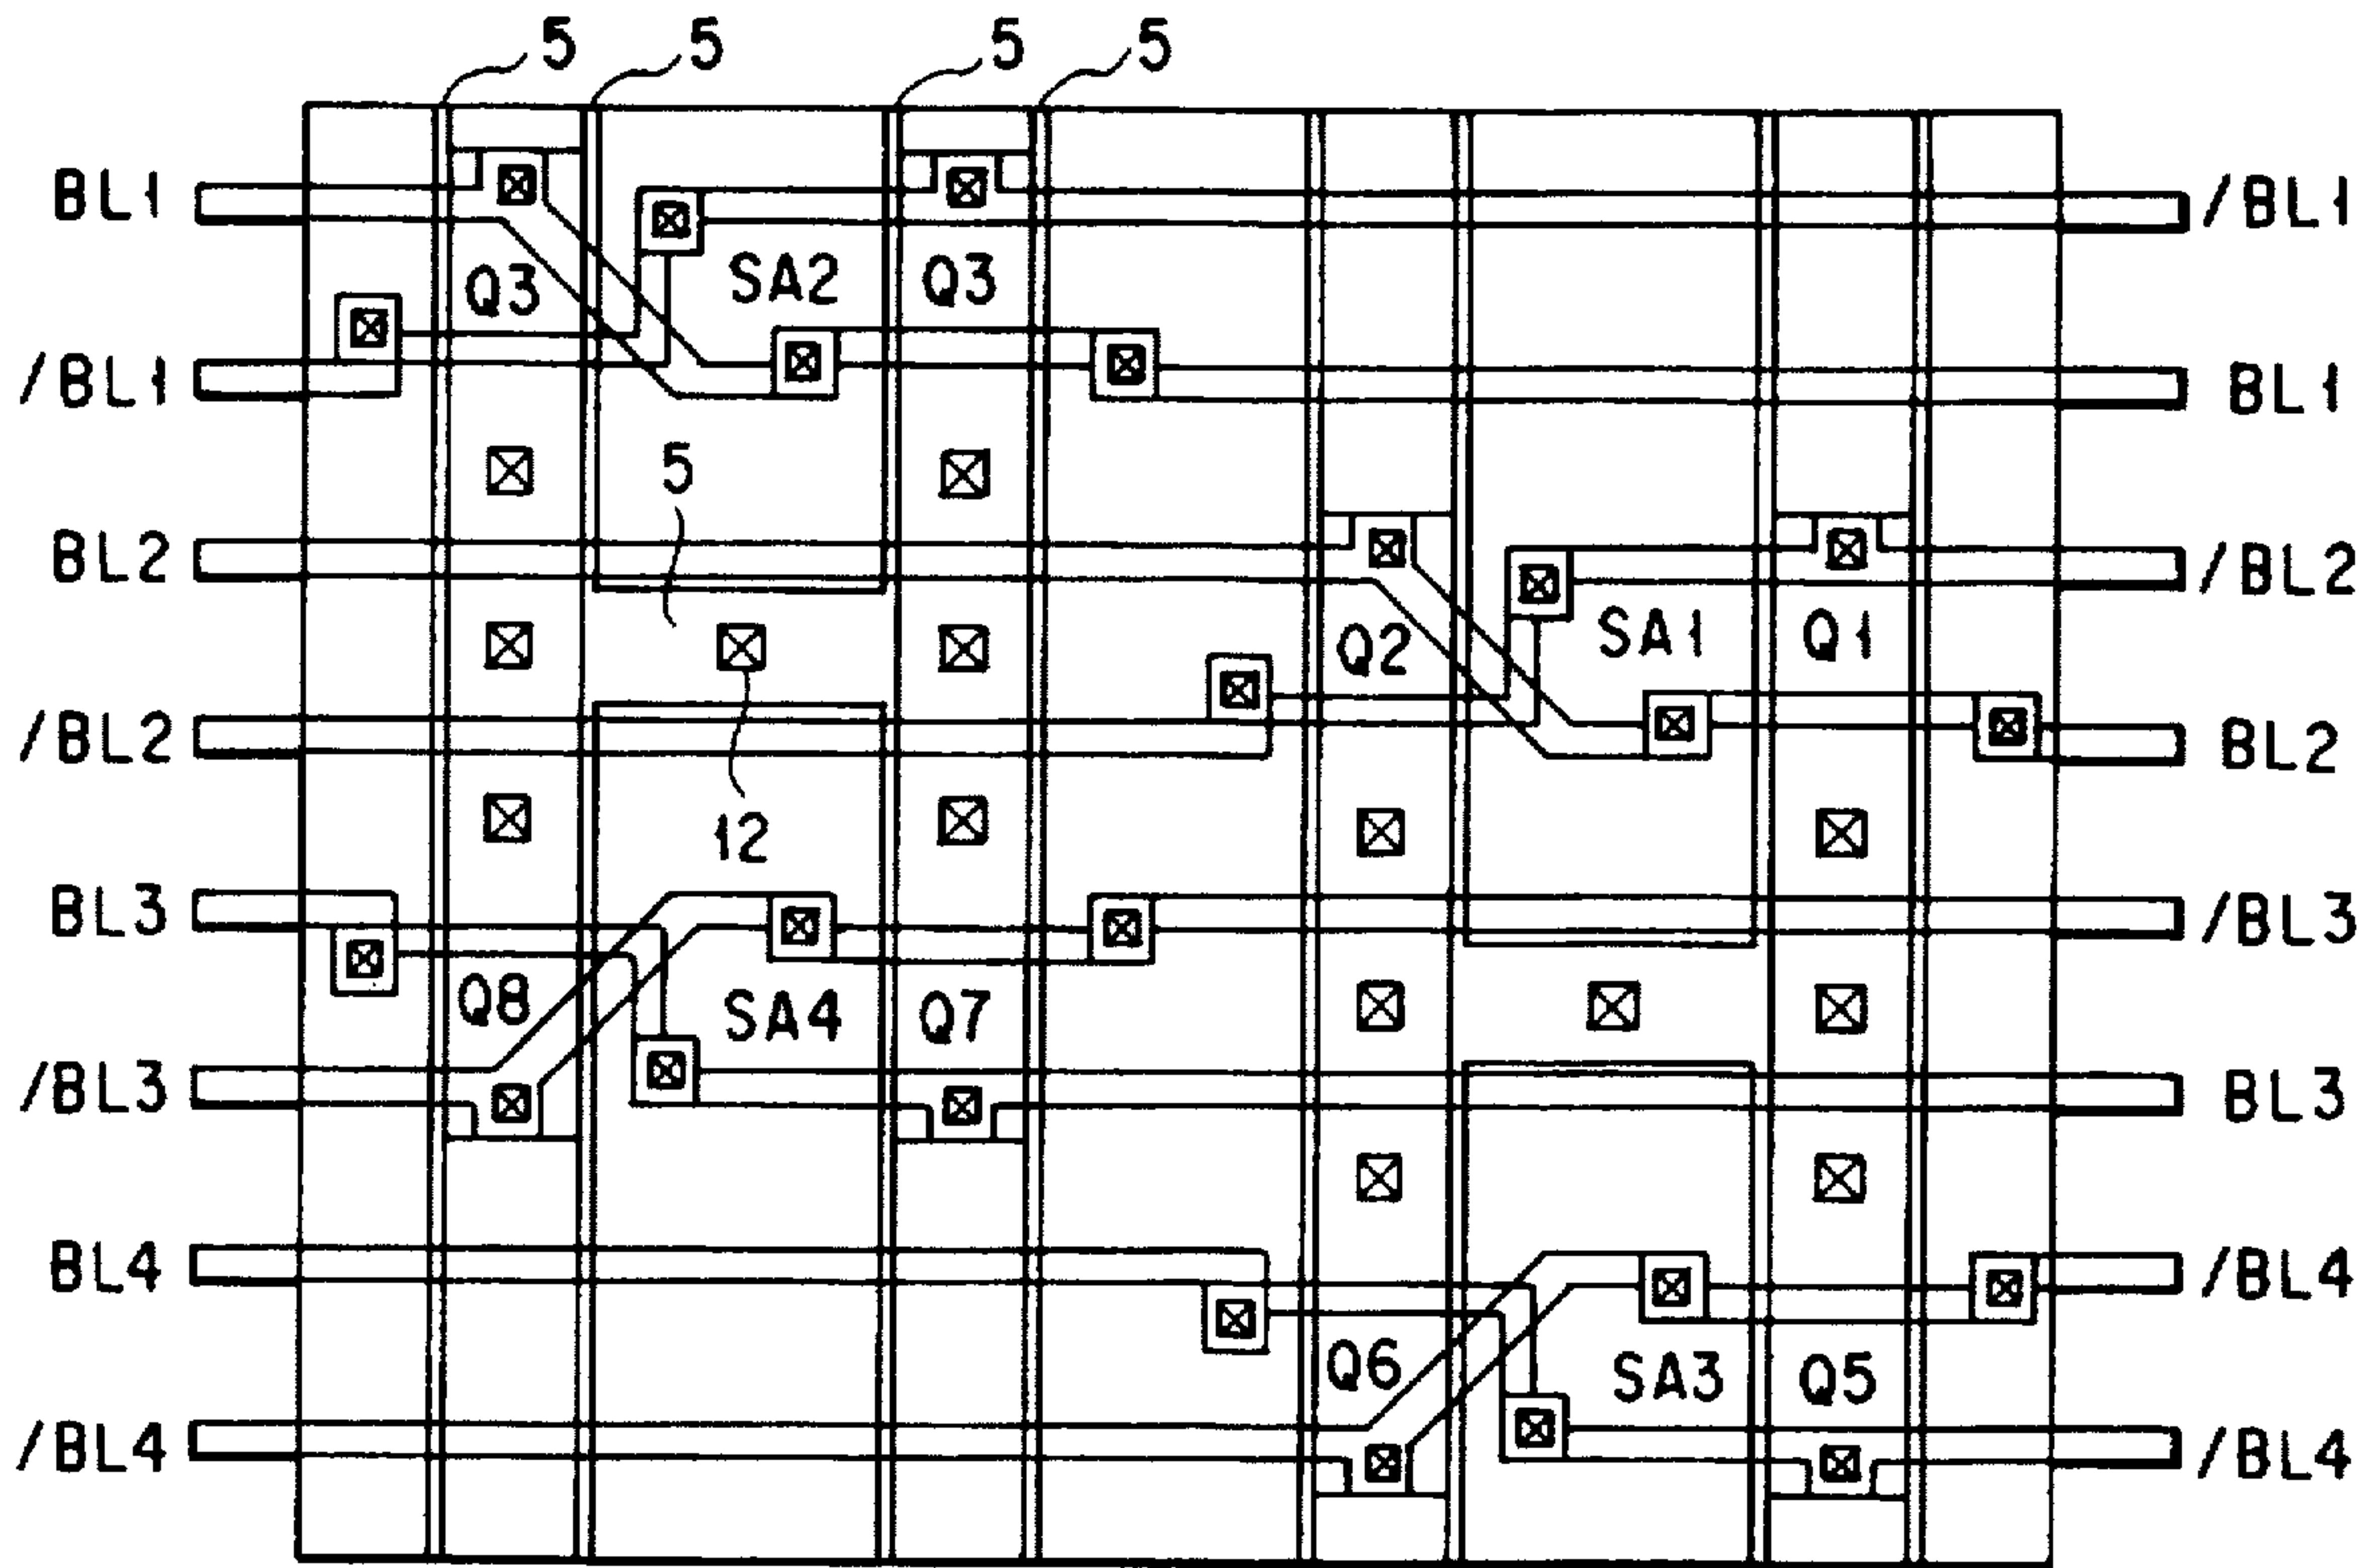 5 5 5 5
BL1 /BL1
Q3 SA2 Q3
/BL1 BL1
5
BL2 /BL2
Q2 SA1 Q1
/BL2 BL2
12
BL3 /BL3
Q8 SA4 Q7
/BL3 BL3
BL4 /BL4
Q6 SA3 Q5
/BL4 /BL4